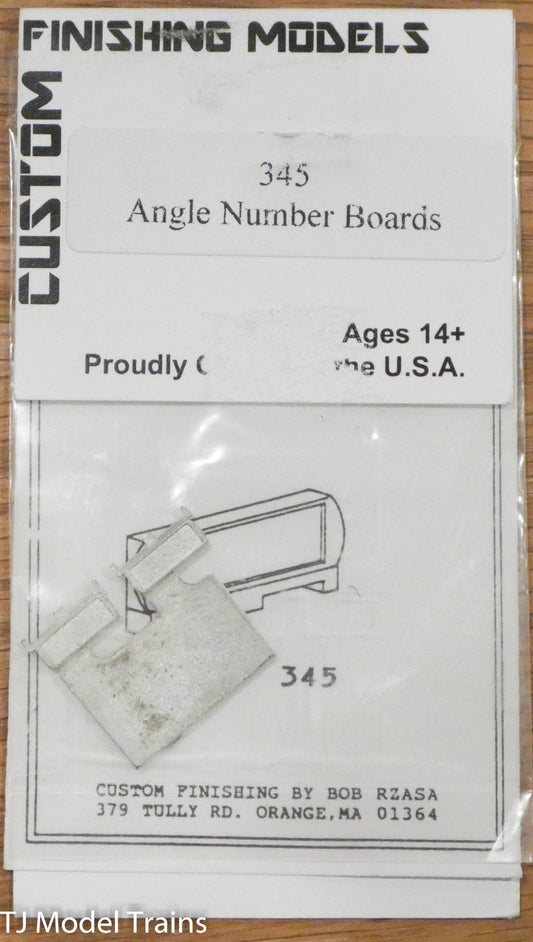 FINISHING MODELS
CUSTOM
345
Angle Number Boards
Ages 14+
Proudly the U.S.A.
345
CUSTOM FINISHING BY BOB RZASA
379 TULLY RD. ORANGE, MA 01364
TJ Model Trains